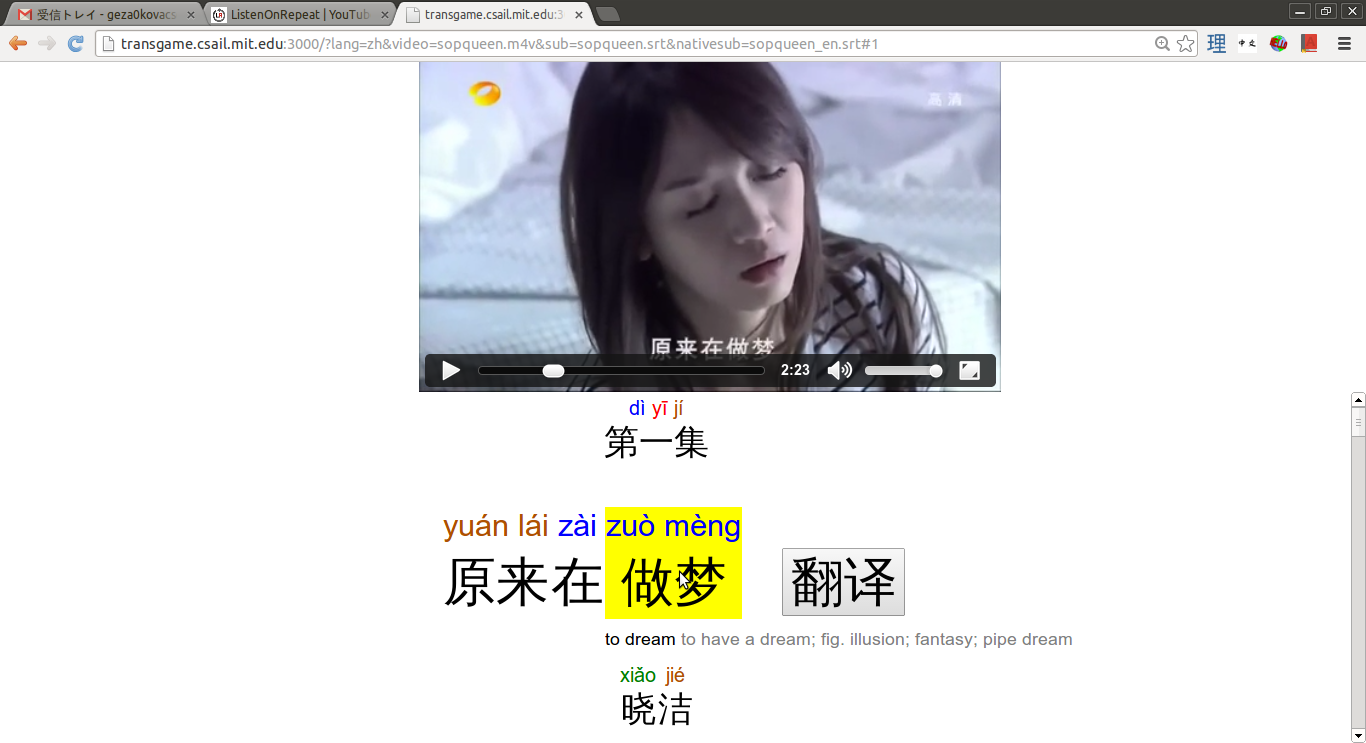 受信トレイ - geza0kovacs
ListenOnRepeat | YouTub
transgame.csail.mit.edu:3
transgame.csail.mit.edu:3000/?lang=zh&video=sopqueen.m4v&sub=sopqueen.srt&nativesub=sopqueen_en.srt#1
理 中文
高清
原来在做梦
2:23
dì yī jí
第一集
yuán lái zài zuò mèng
原来在做梦 翻译
to dream to have a dream; fig. illusion; fantasy; pipe dream
xiǎo jié
晓洁